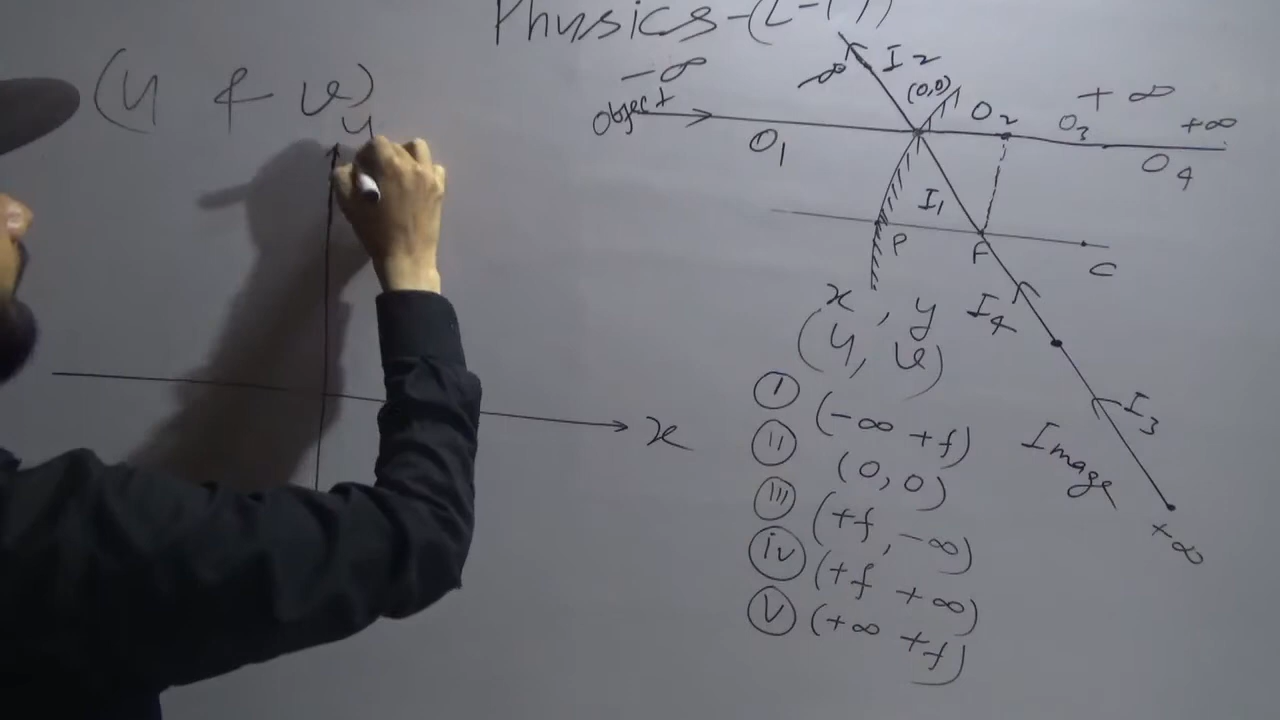 Physics-(L-17)
(u & v)
y
x
-∞
Object
O1
-∞
I2
(0,0)
O2
+∞
O3
+∞
O4
I1
P
F
C
I4
I3
Image
+∞
x, y
(u, v)
I (-∞ +f)
II (0, 0)
III (+f, -∞)
iv (+f +∞)
V (+∞ +f)